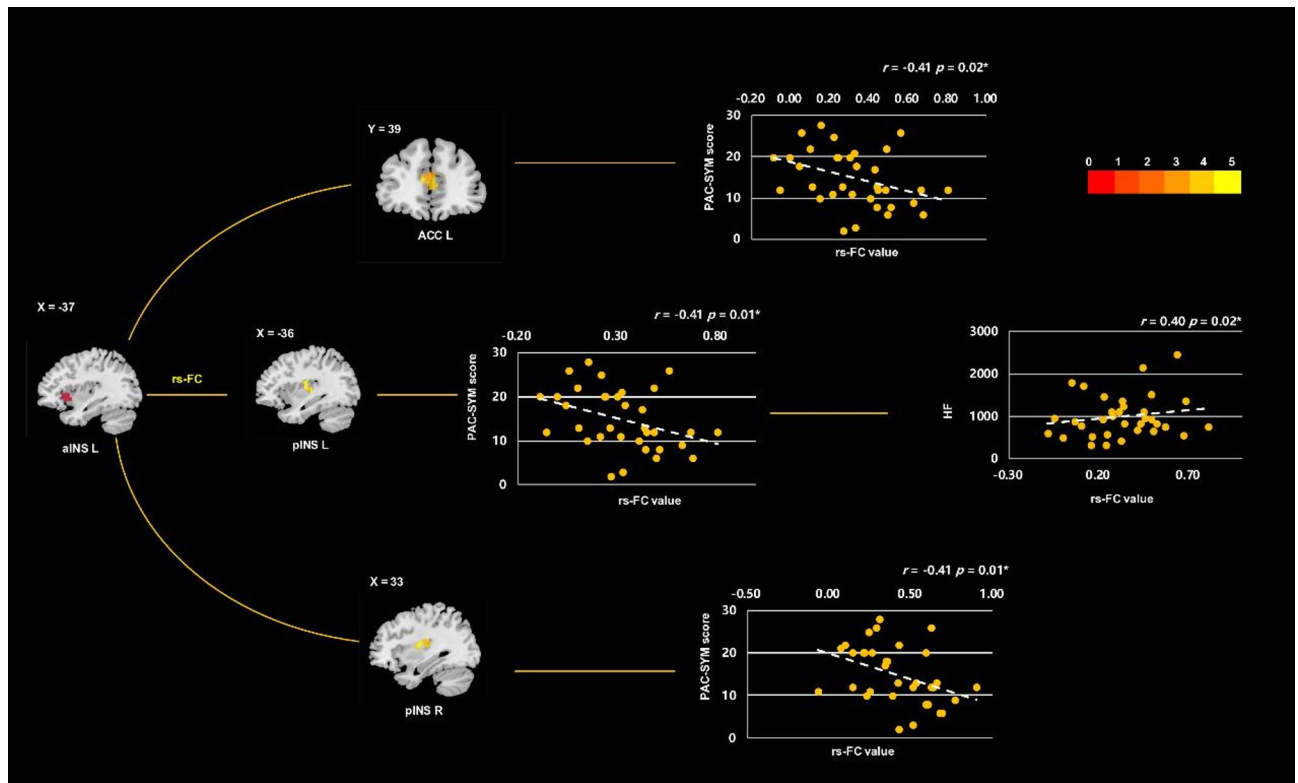 r = -0.41 p = 0.02*
-0.20 0.00 0.20 0.40 0.60 0.80 1.00
30
20
10
0
PAC-SYM score
rs-FC value
Y = 39
ACC L
0 1 2 3 4 5
X = -37
aINS L
rs-FC
X = -36
pINS L
r = -0.41 p = 0.01*
-0.20 0.30 0.80
30
20
10
0
PAC-SYM score
rs-FC value
r = 0.40 p = 0.02*
3000
2000
1000
0
HF
-0.30 0.20 0.70
rs-FC value
X = 33
pINS R
r = -0.41 p = 0.01*
-0.50 0.00 0.50 1.00
30
20
10
0
PAC-SYM score
rs-FC value